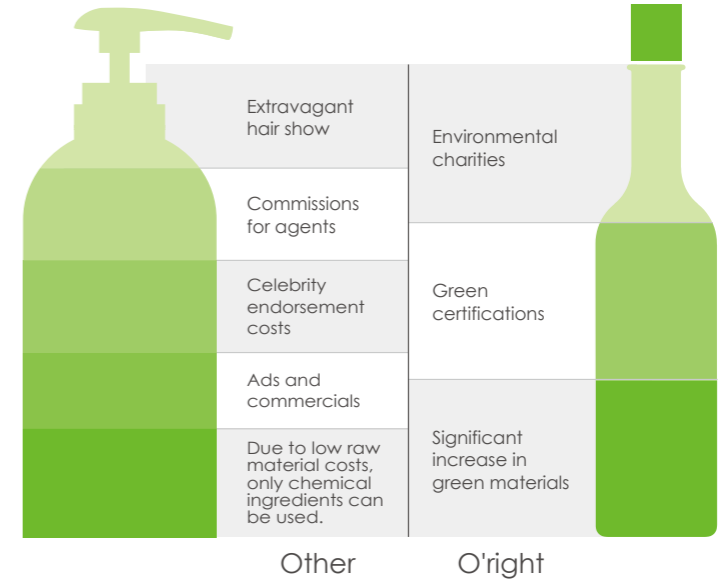 Extravagant
hair show
Commissions
for agents
Celebrity
endorsement
costs
Ads and
commercials
Due to low raw
material costs,
only chemical
ingredients can
be used.
Other
Environmental
charities
Green
certifications
Significant
increase in
green materials
O'right